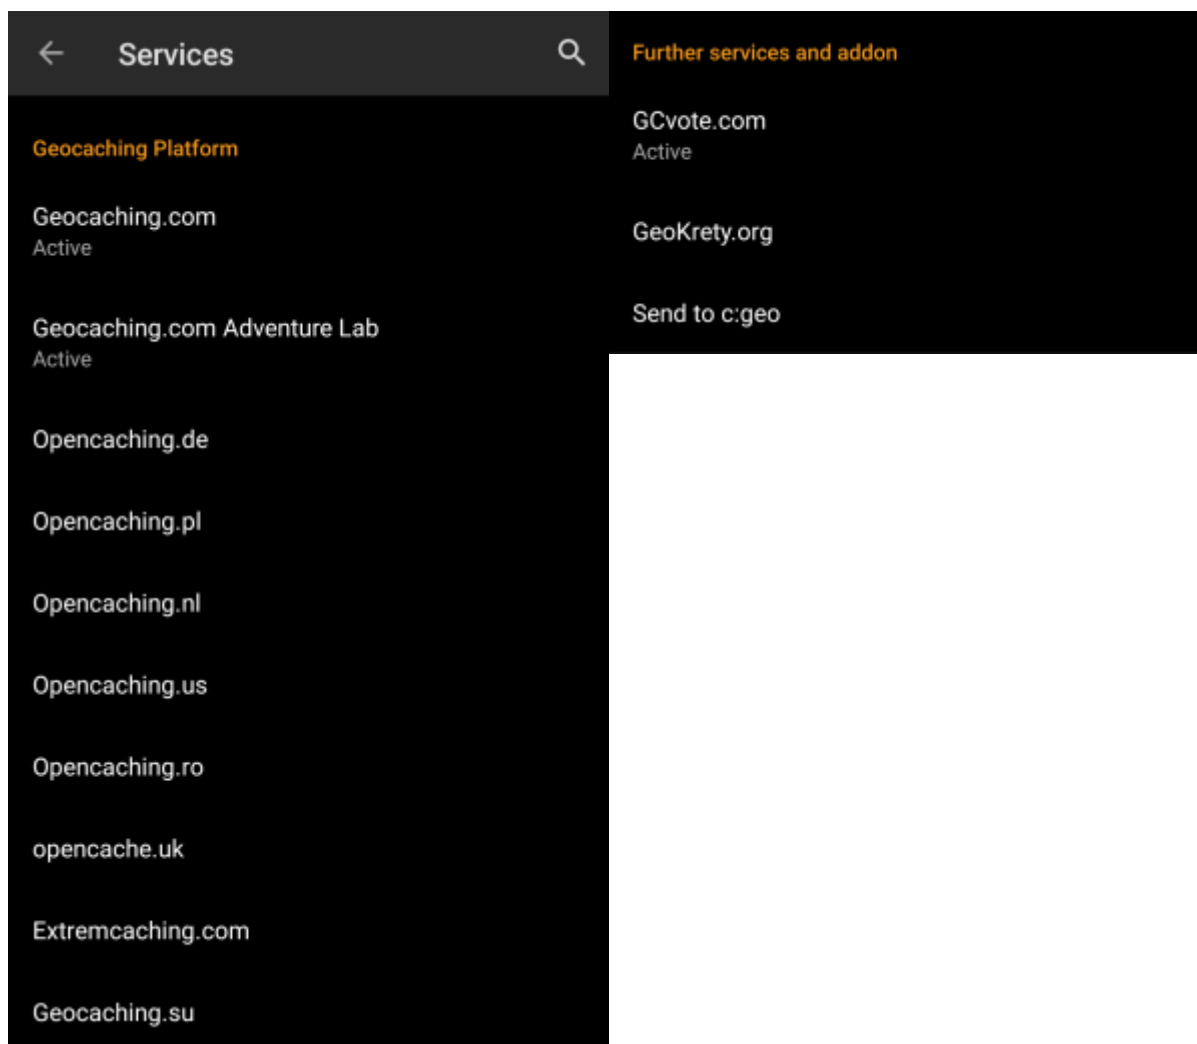 Services
Geocaching Platform
Geocaching.com
Active
Geocaching.com Adventure Lab
Active
Opencaching.de
Opencaching.pl
Opencaching.nl
Opencaching.us
Opencaching.ro
opencache.uk
Extremcaching.com
Geocaching.su
Further services and addon
GCvote.com
Active
GeoKrety.org
Send to c:geo